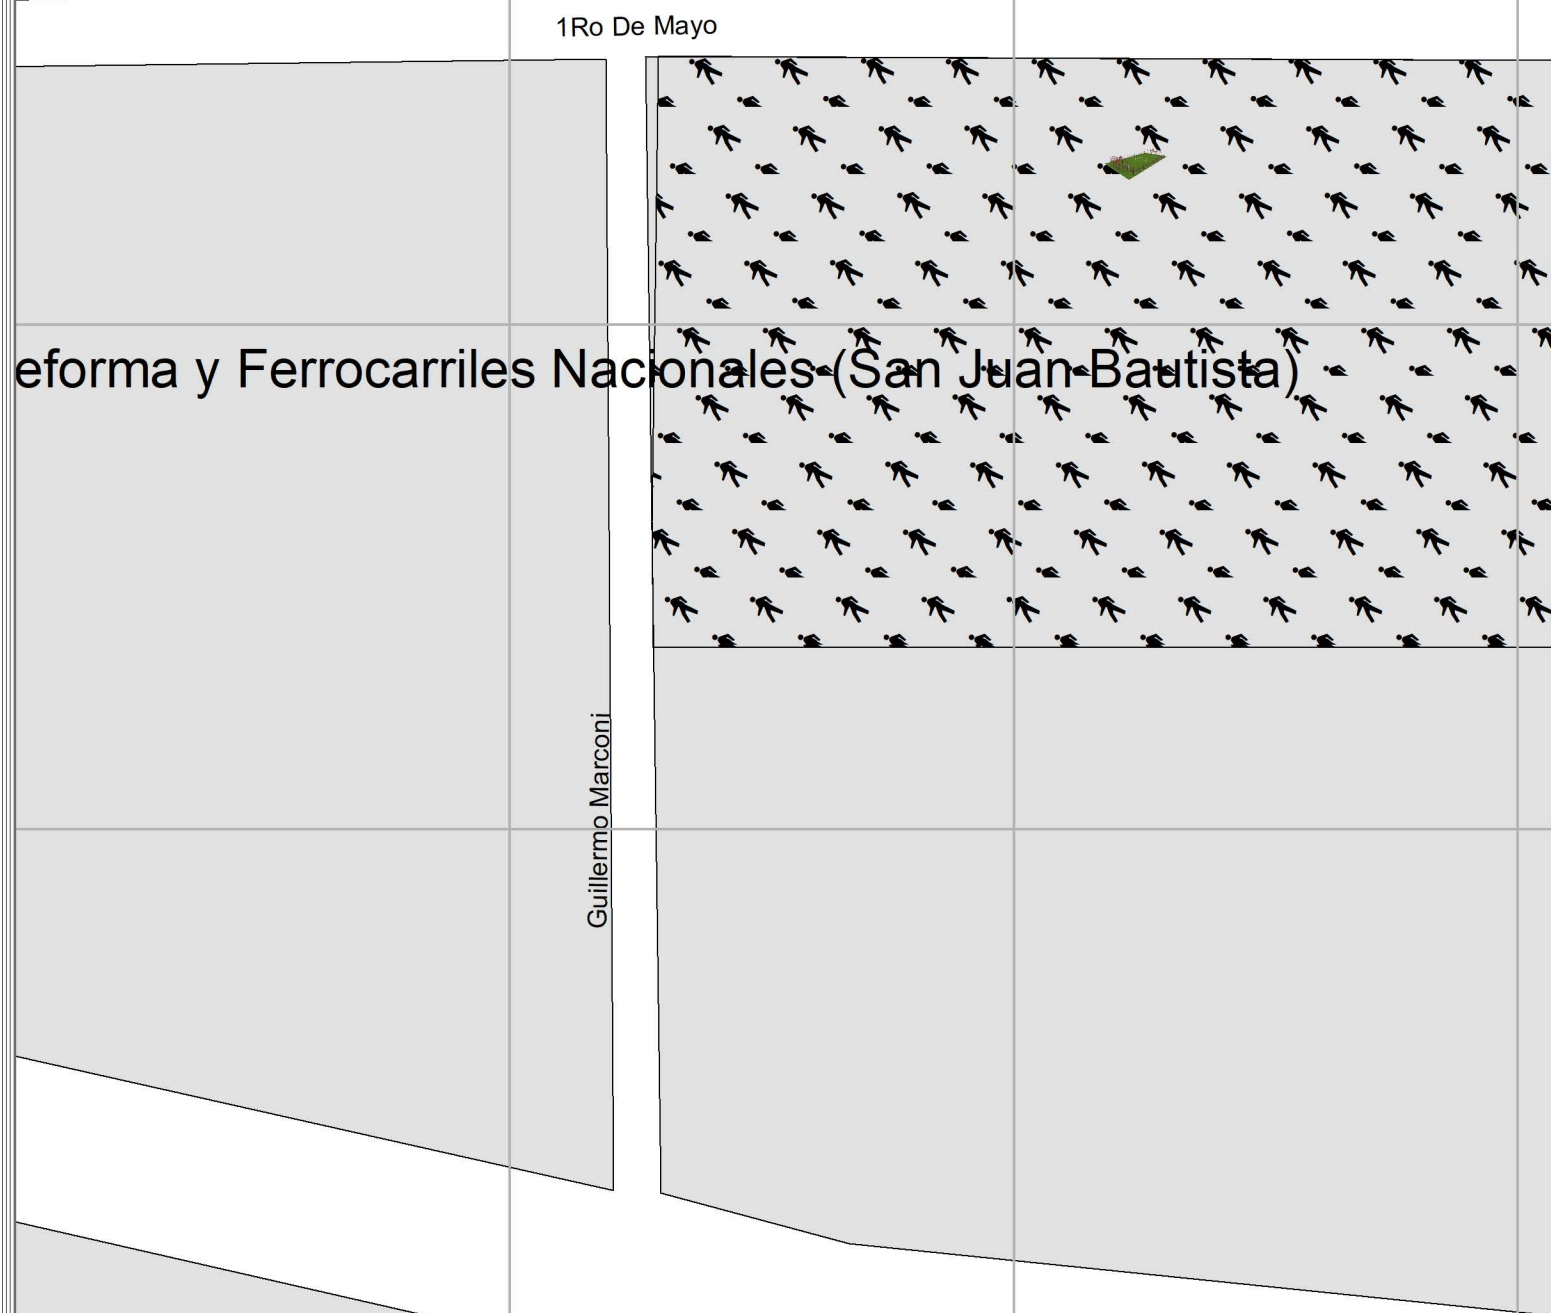 1Ro De Mayo
eforma y Ferrocarriles Nacionales (San Juan Bautista)
Guillermo Marconi